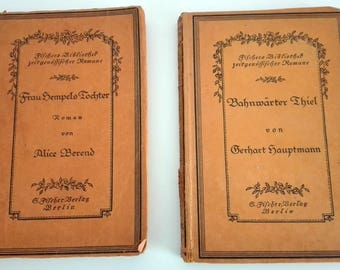 Fischers Bibliothek
zeitgenössischer Romane
Frau Hempels Tochter
Roman
von
Alice Berend
S. Fischer, Verlag
Berlin
Fischers Bibliothek
zeitgenössischer Romane
Bahnwärter Thiel
von
Gerhart Hauptmann
S. Fischer, Verlag
Berlin